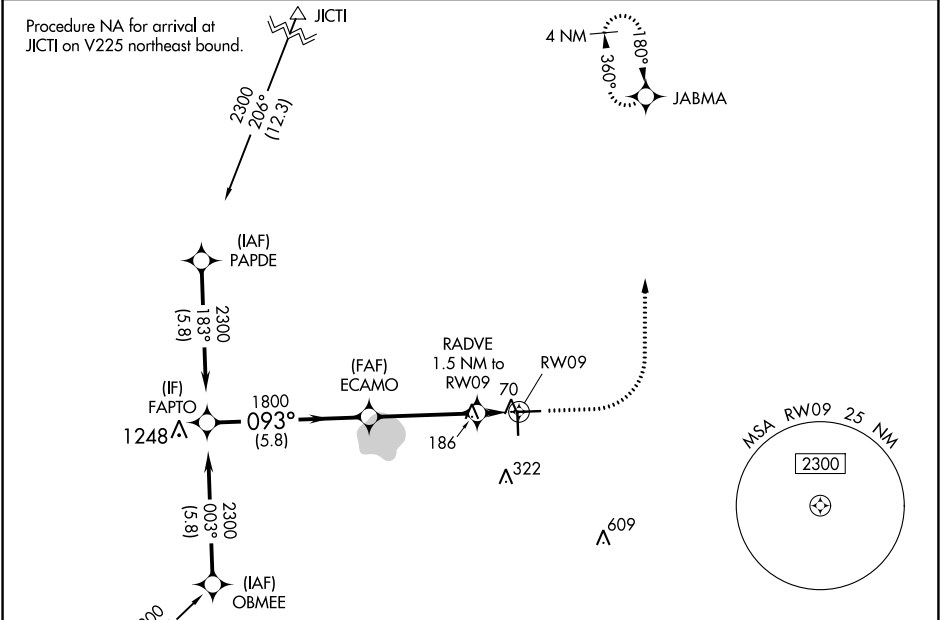 Procedure NA for arrival at
JICTI on V225 northeast bound.
JICTI
2300
206°
(12.3)
4 NM
360°
180°
JABMA
(IAF)
PAPDE
2300
183°
(5.8)
(IF)
FAPTO
1248
1800
093°
(5.8)
(FAF)
ECAMO
RADVE
1.5 NM to
RW09
70
RW09
186
322
609
2300
003°
(5.8)
(IAF)
OBMEE
MSA RW09 25 NM
2300